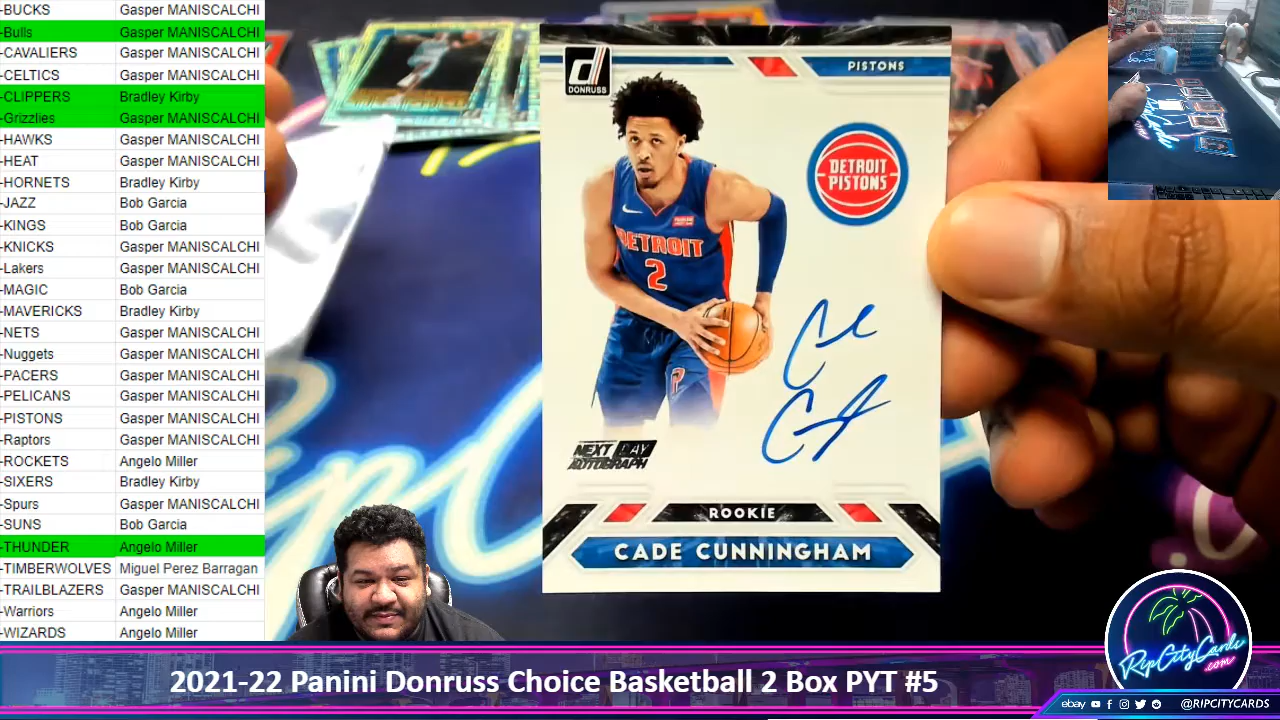 -BUCKS Gasper MANISCALCHI
-Bulls Gasper MANISCALCHI
-CAVALIERS Gasper MANISCALCHI
-CELTICS Gasper MANISCALCHI
-CLIPPERS Bradley Kirby
-Grizzlies Gasper MANISCALCHI
-HAWKS Gasper MANISCALCHI
-HEAT Gasper MANISCALCHI
-HORNETS Bradley Kirby
-JAZZ Bob Garcia
-KINGS Bob Garcia
-KNICKS Gasper MANISCALCHI
-Lakers Gasper MANISCALCHI
-MAGIC Bob Garcia
-MAVERICKS Bradley Kirby
-NETS Gasper MANISCALCHI
-Nuggets Gasper MANISCALCHI
-PACERS Gasper MANISCALCHI
-PELICANS Gasper MANISCALCHI
-PISTONS Gasper MANISCALCHI
-Raptors Gasper MANISCALCHI
-ROCKETS Angelo Miller
-SIXERS Bradley Kirby
-Spurs Gasper MANISCALCHI
-SUNS Bob Garcia
-THUNDER Angelo Miller
-TIMBERWOLVES Miguel Perez Barragan
-TRAILBLAZERS Gasper MANISCALCHI
-Warriors Angelo Miller
-WIZARDS Angelo Miller
d
DONRUSS
PISTONS
DETROIT
PISTONS
DETROIT
2
NEXT DAY
AUTOGRAPH
ROOKIE
CADE CUNNINGHAM
RipCityCards
.com
2021-22 Panini Donruss Choice Basketball 2 Box PYT #5
ebay @RIPCITYCARDS